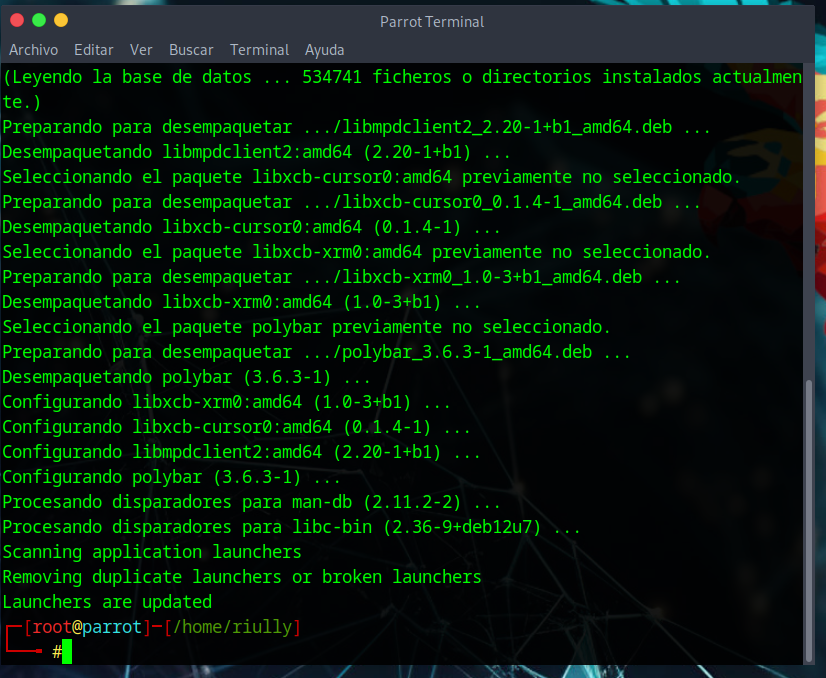 Parrot Terminal
Archivo Editar Ver Buscar Terminal Ayuda
(Leyendo la base de datos ... 534741 ficheros o directorios instalados actualmen
te.)
Preparando para desempaquetar .../libmpdclient2_2.20-1+b1_amd64.deb ...
Desempaquetando libmpdclient2:amd64 (2.20-1+b1) ...
Seleccionando el paquete libxcb-cursor0:amd64 previamente no seleccionado.
Preparando para desempaquetar .../libxcb-cursor0_0.1.4-1_amd64.deb ...
Desempaquetando libxcb-cursor0:amd64 (0.1.4-1) ...
Seleccionando el paquete libxcb-xrm0:amd64 previamente no seleccionado.
Preparando para desempaquetar .../libxcb-xrm0_1.0-3+b1_amd64.deb ...
Desempaquetando libxcb-xrm0:amd64 (1.0-3+b1) ...
Seleccionando el paquete polybar previamente no seleccionado.
Preparando para desempaquetar .../polybar_3.6.3-1_amd64.deb ...
Desempaquetando polybar (3.6.3-1) ...
Configurando libxcb-xrm0:amd64 (1.0-3+b1) ...
Configurando libxcb-cursor0:amd64 (0.1.4-1) ...
Configurando libmpdclient2:amd64 (2.20-1+b1) ...
Configurando polybar (3.6.3-1) ...
Procesando disparadores para man-db (2.11.2-2) ...
Procesando disparadores para libc-bin (2.36-9+deb12u7) ...
Scanning application launchers
Removing duplicate launchers or broken launchers
Launchers are updated
┌─[root@parrot]─[/home/riully]
└──╼ #